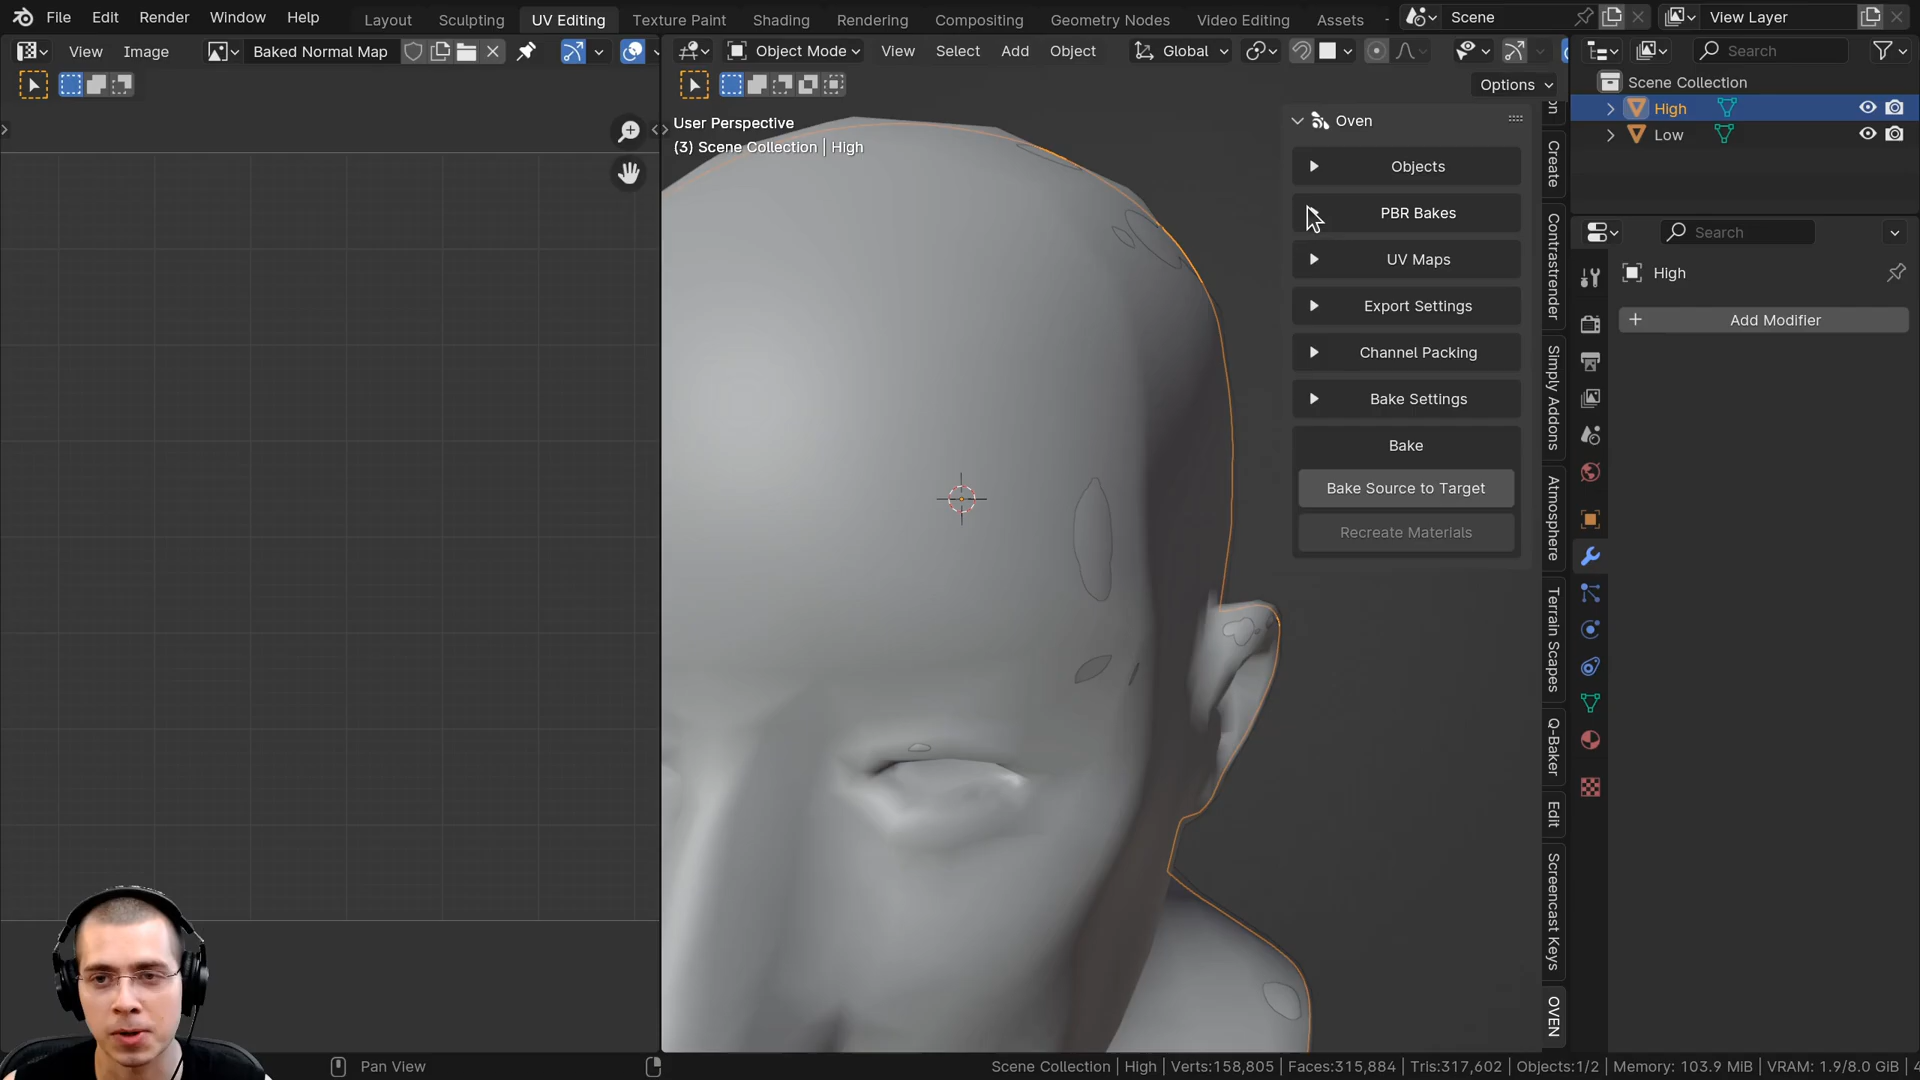 File Edit Render Window Help Layout Sculpting UV Editing Texture Paint Shading Rendering Compositing Geometry Nodes Video Editing Assets Scene View Layer
View Image Baked Normal Map Object Mode View Select Add Object Global Search
Options
Scene Collection
High
Low
User Perspective
(3) Scene Collection | High
Oven
Objects
PBR Bakes
UV Maps
Export Settings
Channel Packing
Bake Settings
Bake
Bake Source to Target
Recreate Materials
Create
Contrastrender
Simply Addons
Atmosphere
Terrain Scapes
Q-Baker
Edit
Screencast Keys
OVEN
Search
High
Add Modifier
Pan View
Scene Collection | High | Verts:158,805 | Faces:315,884 | Tris:317,602 | Objects:1/2 | Memory: 103.9 MiB | VRAM: 1.9/8.0 GiB |